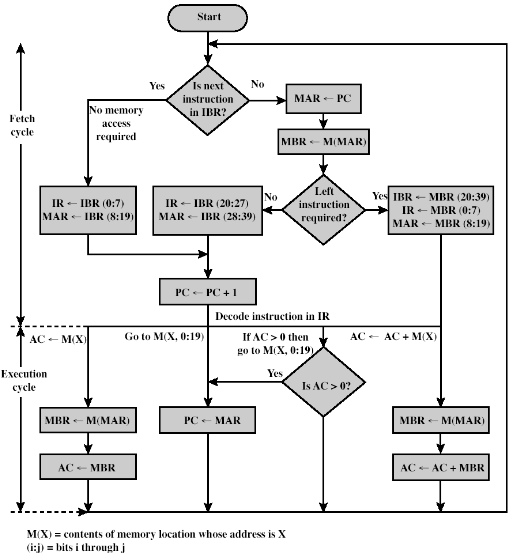 Start
Yes
Is next
instruction
in IBR?
No
No memory
access
required
MAR ← PC
MBR ← M(MAR)
Fetch
cycle
IR ← IBR (0:7)
MAR ← IBR (8:19)
IR ← IBR (20:27)
MAR ← IBR (28:39)
No
Left
instruction
required?
Yes
IBR ← MBR (20:39)
IR ← MBR (0:7)
MAR ← MBR (8:19)
PC ← PC + 1
Decode instruction in IR
AC ← M(X)
Go to M(X, 0:19)
If AC > 0 then
go to M(X, 0:19)
AC ← AC + M(X)
Execution
cycle
Yes
Is AC > 0?
MBR ← M(MAR)
PC ← MAR
MBR ← M(MAR)
AC ← MBR
AC ← AC + MBR
M(X) = contents of memory location whose address is X
(i:j) = bits i through j